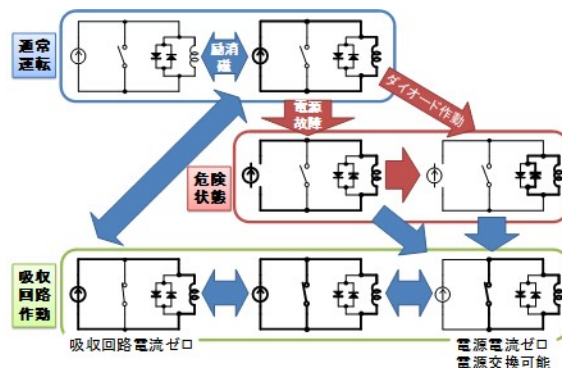 通常
運転
励消
磁
電源
故障
ダイオード作動
危険
状態
吸収
回路
作動
吸収回路電流ゼロ
電源電流ゼロ
電源交換可能